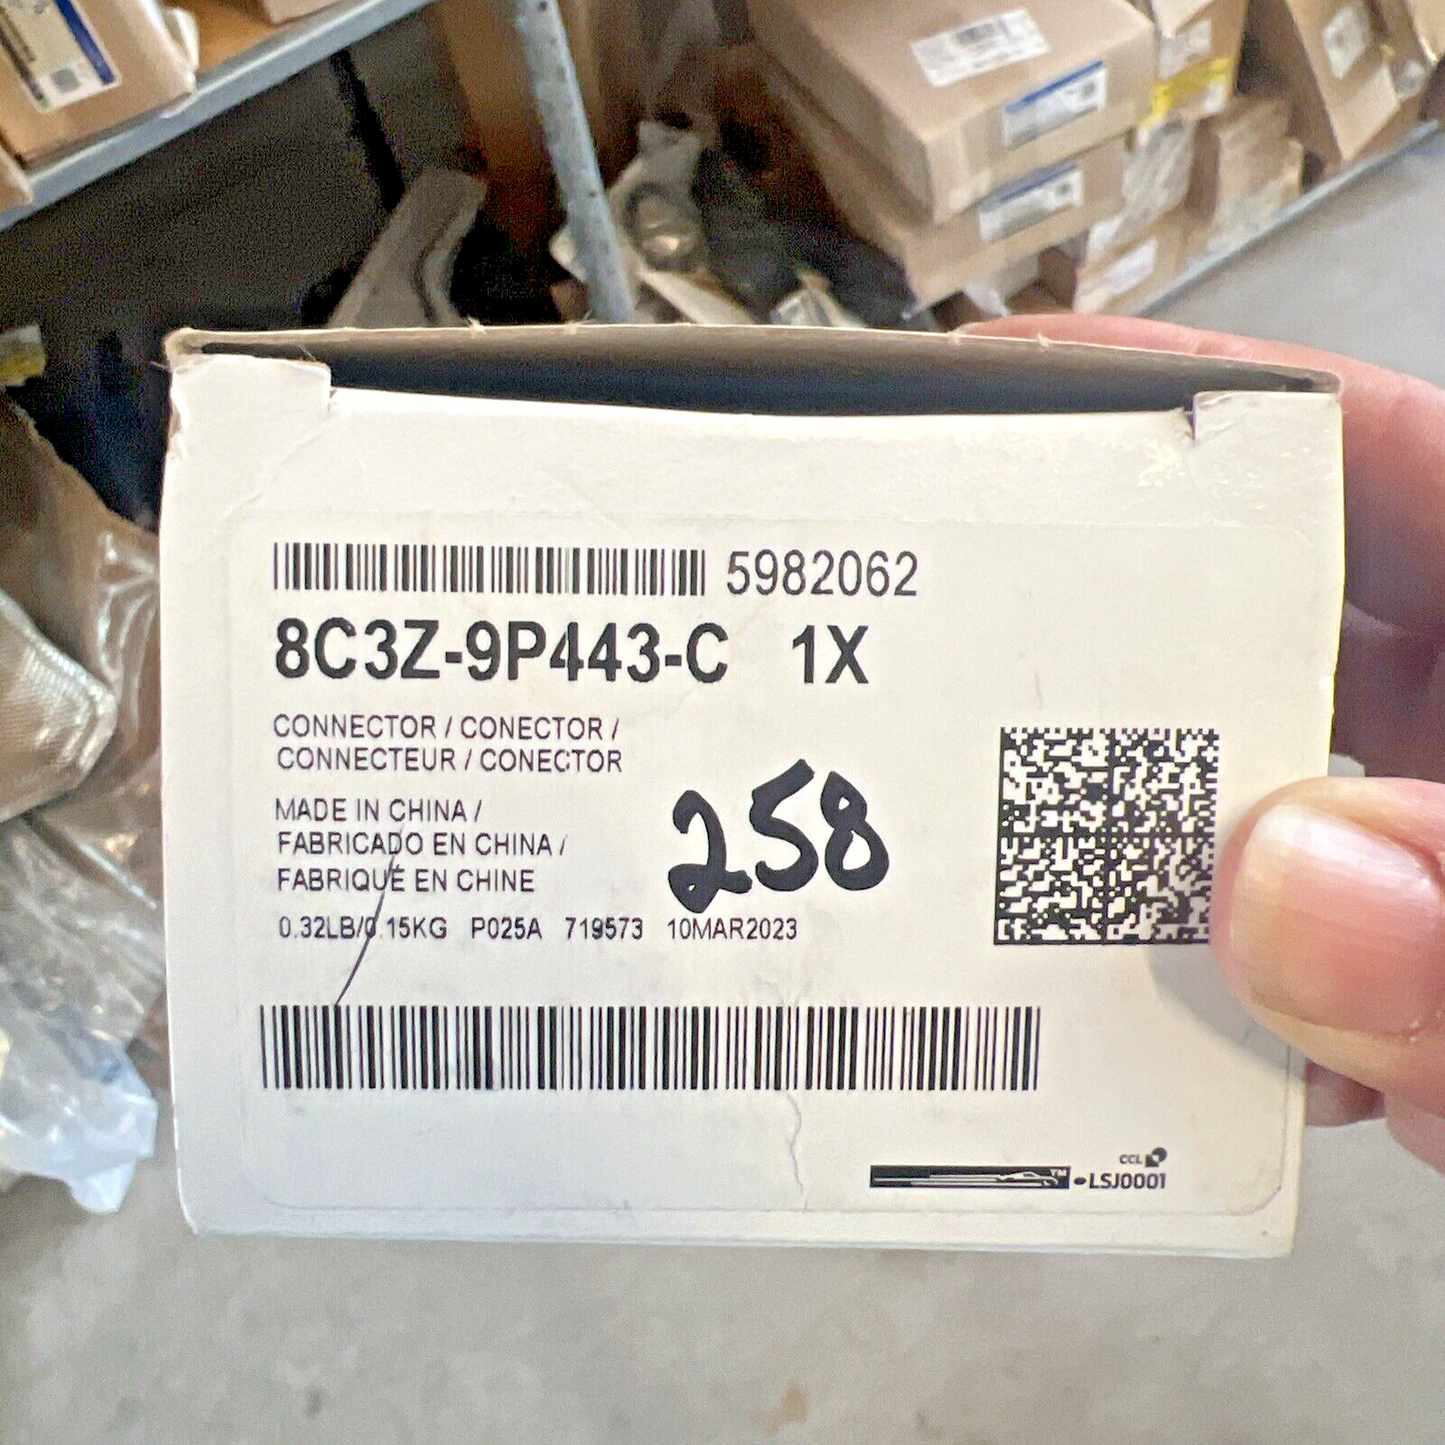 5982062
8C3Z-9P443-C 1X
CONNECTOR / CONECTOR /
CONNECTEUR / CONECTOR
MADE IN CHINA /
FABRICADO EN CHINA /
FABRIQUÉ EN CHINE
258
0.32LB/0.15KG P025A 719573 10MAR2023
CCL
TM
-LSJ0001